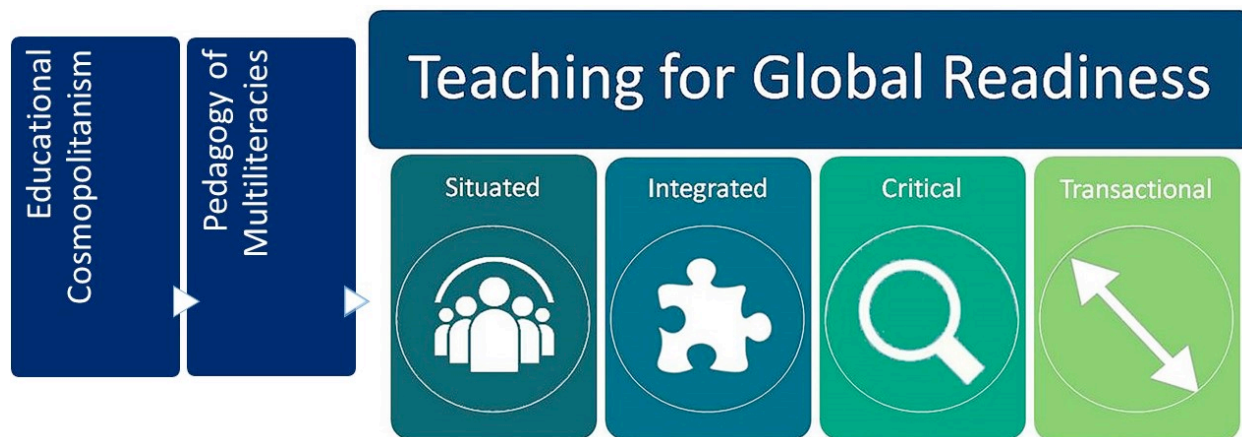 Educational
Cosmopolitanism
Pedagogy of
Multiliteracies
Teaching for Global Readiness
Situated
Integrated
Critical
Transactional